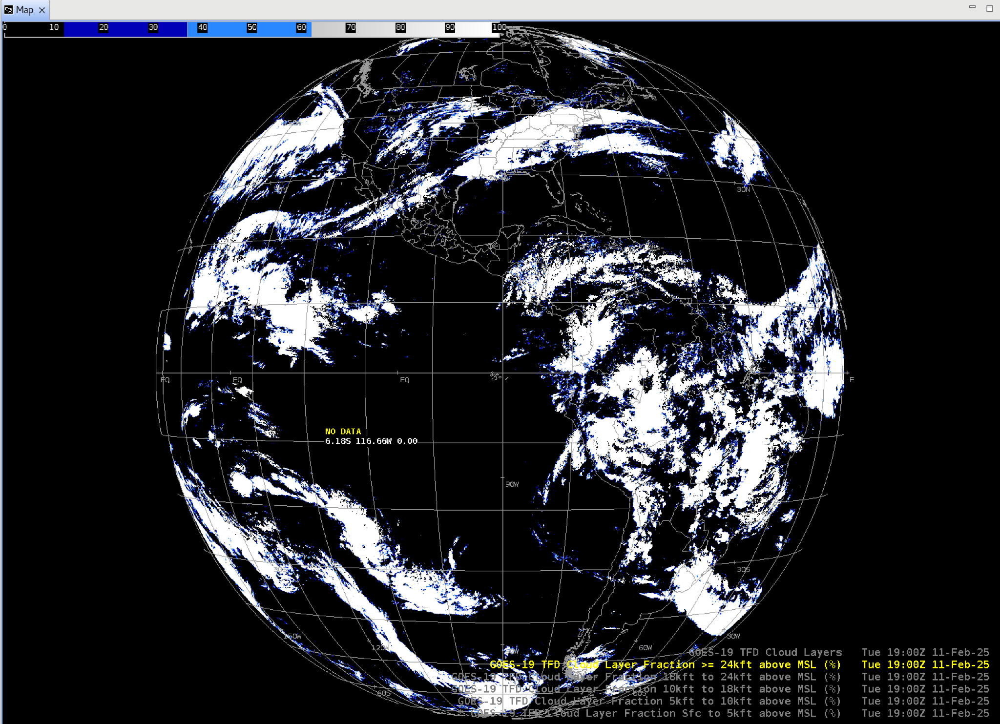 Map
0 10 20 30 40 50 60 70 80 90 100
150W
30N
EQ EQ EQ E
NO DATA
6.18S 116.66W 0.00
90W
30S 30S
150W 30W
120W 60W
GOES-19 TFD Cloud Layers Tue 19:00Z 11-Feb-25
GOES-19 TFD Cloud Layer Fraction >= 24kft above MSL (%) Tue 19:00Z 11-Feb-25
GOES-19 TFD Cloud Layer Fraction 18kft to 24kft above MSL (%) Tue 19:00Z 11-Feb-25
GOES-19 TFD Cloud Layer Fraction 10kft to 18kft above MSL (%) Tue 19:00Z 11-Feb-25
60S 60S
GOES-19 TFD Cloud Layer Fraction 5kft to 10kft above MSL (%) Tue 19:00Z 11-Feb-25
* GOES-19 TFD Cloud Layer Fraction Sfc to 5kft above MSL (%) Tue 19:00Z 11-Feb-25